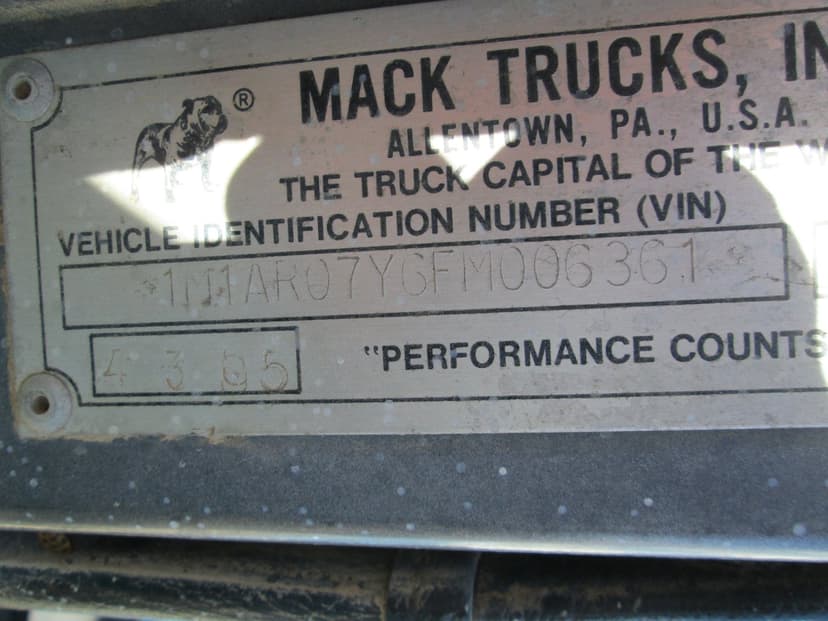 ®
MACK TRUCKS, IN
ALLENTOWN, PA., U.S.A.
THE TRUCK CAPITAL OF THE W
VEHICLE IDENTIFICATION NUMBER (VIN)
1M1AR07Y6FM006361
4 3
"PERFORMANCE COUNTS